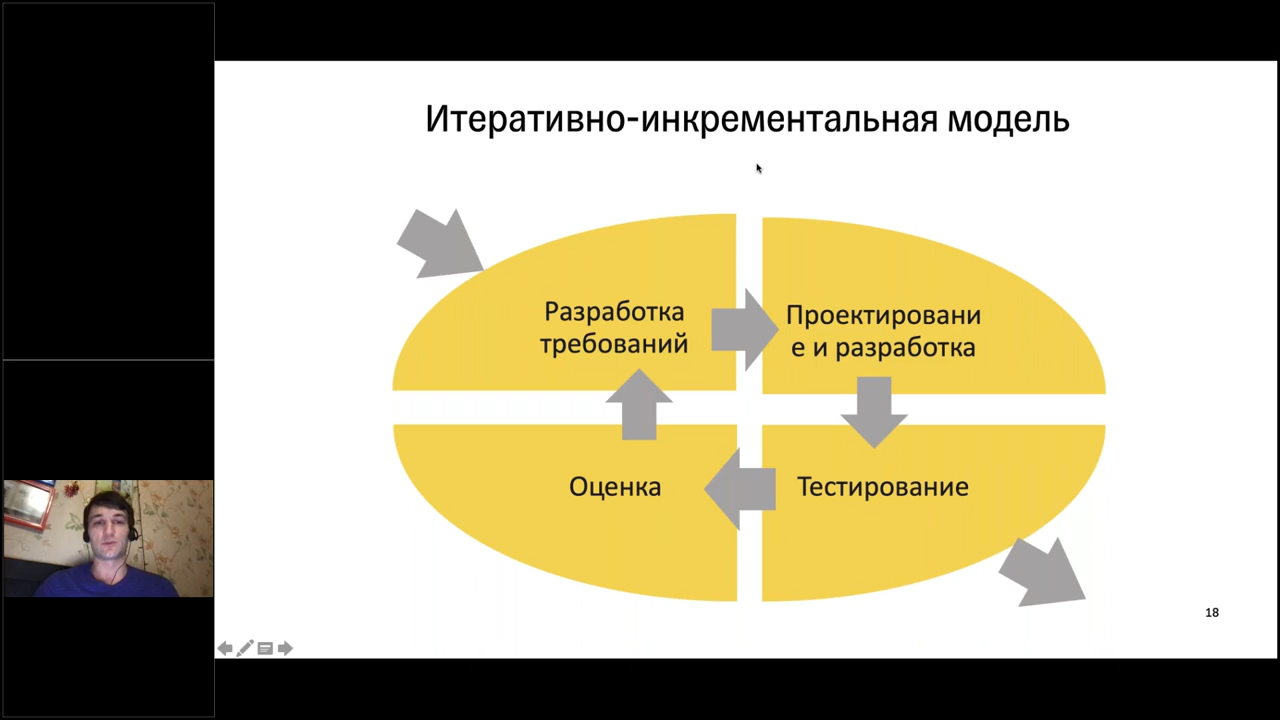 Итеративно-инкрементальная модель
Разработка
требований
Проектировани
е и разработка
Оценка
Тестирование
18